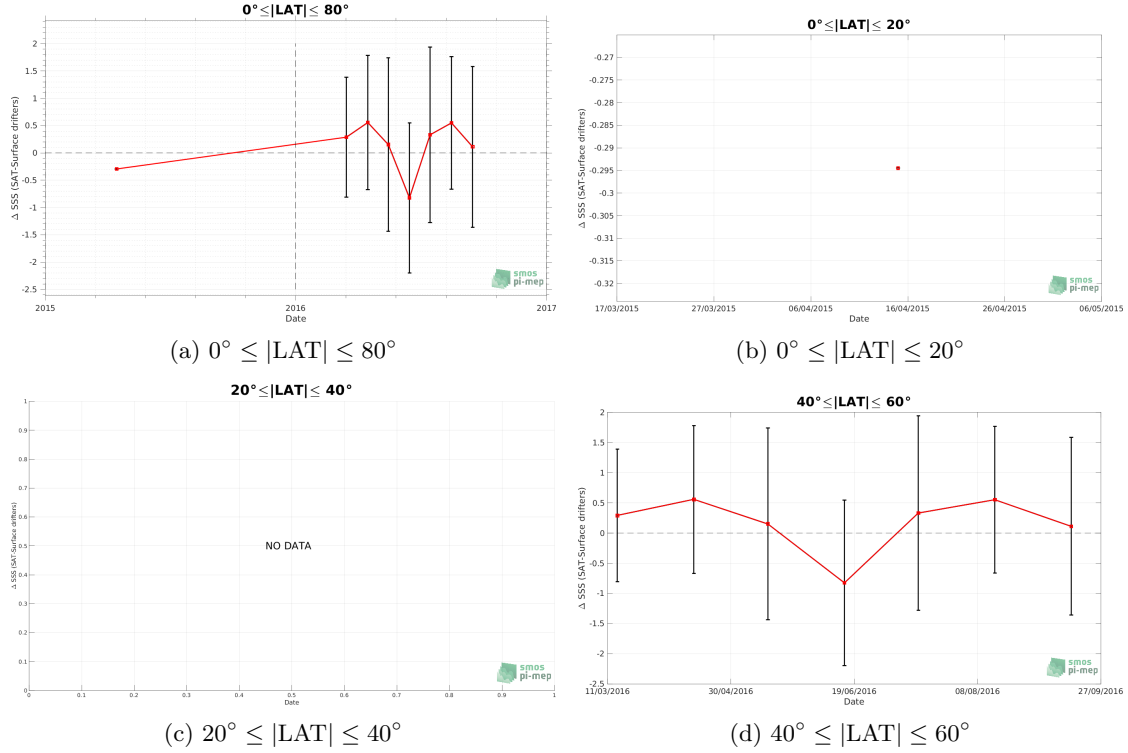 0°≤|LAT|≤ 80°
Δ SSS (SAT-Surface drifters)
2
1.5
1
0.5
0
-0.5
-1
-1.5
-2
-2.5
2015 2016 2017
Date
smos
pi-mep
(a) 0° ≤ |LAT| ≤ 80°
0°≤|LAT|≤ 20°
Δ SSS (SAT-Surface drifters)
-0.27
-0.275
-0.28
-0.285
-0.29
-0.295
-0.3
-0.305
-0.31
-0.315
-0.32
17/03/2015 27/03/2015 06/04/2015 16/04/2015 26/04/2015 06/05/2015
Date
smos
pi-mep
(b) 0° ≤ |LAT| ≤ 20°
20°≤|LAT|≤ 40°
Δ SSS (SAT-Surface drifters)
1
0.9
0.8
0.7
0.6
0.5
0.4
0.3
0.2
0.1
0
NO DATA
0 0.1 0.2 0.3 0.4 0.5 0.6 0.7 0.8 0.9 1
Date
smos
pi-mep
(c) 20° ≤ |LAT| ≤ 40°
40°≤|LAT|≤ 60°
Δ SSS (SAT-Surface drifters)
2
1.5
1
0.5
0
-0.5
-1
-1.5
-2
-2.5
11/03/2016 30/04/2016 19/06/2016 08/08/2016 27/09/2016
Date
smos
pi-mep
(d) 40° ≤ |LAT| ≤ 60°